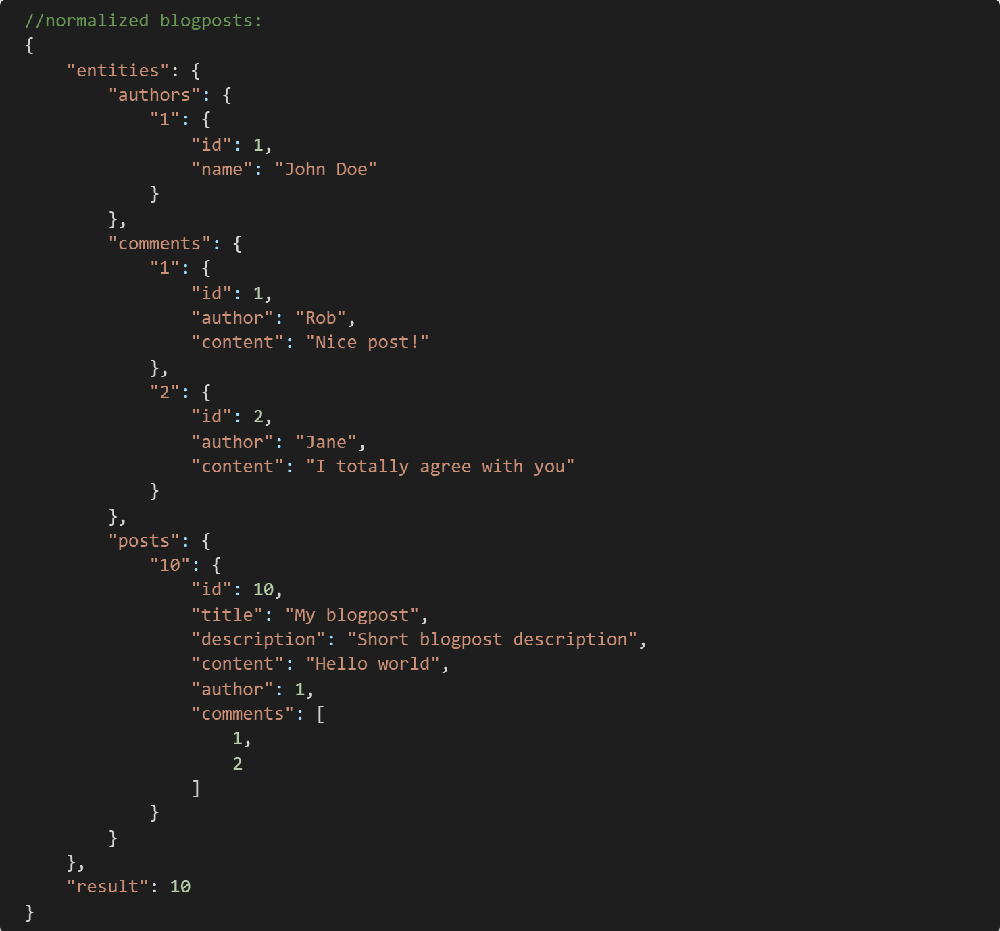 //normalized blogposts:
{
    "entities": {
        "authors": {
            "1": {
                "id": 1,
                "name": "John Doe"
            }
        },
        "comments": {
            "1": {
                "id": 1,
                "author": "Rob",
                "content": "Nice post!"
            },
            "2": {
                "id": 2,
                "author": "Jane",
                "content": "I totally agree with you"
            }
        },
        "posts": {
            "10": {
                "id": 10,
                "title": "My blogpost",
                "description": "Short blogpost description",
                "content": "Hello world",
                "author": 1,
                "comments": [
                    1,
                    2
                ]
            }
        }
    },
    "result": 10
}